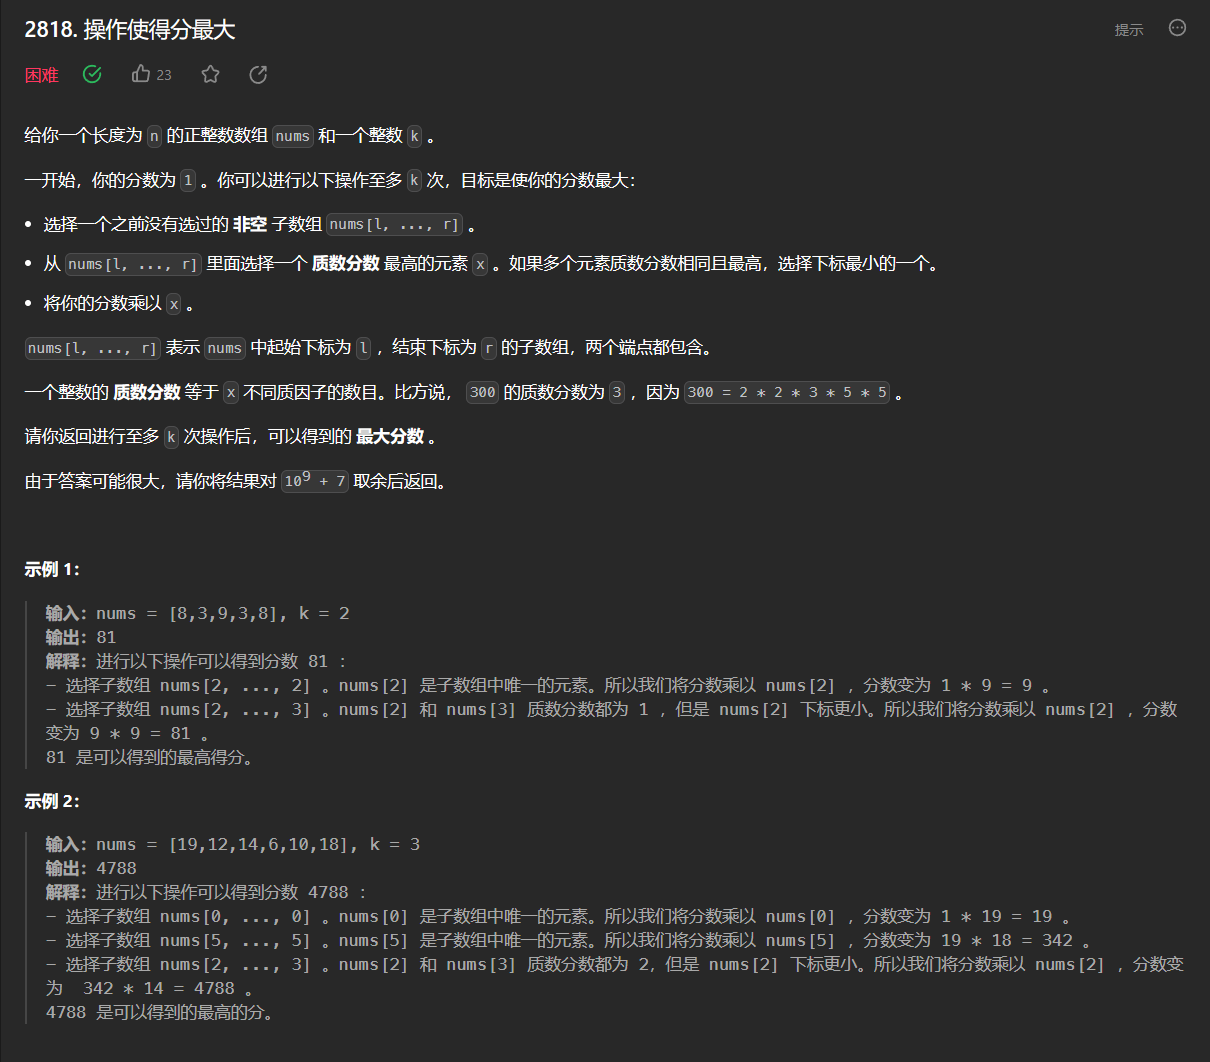 2818. 操作使得分最大
提示
困难
23
给你一个长度为 n 的正整数数组 nums 和一个整数 k 。
一开始，你的分数为 1 。你可以进行以下操作至多 k 次，目标是使你的分数最大：
• 选择一个之前没有选过的 非空 子数组 nums[l, ..., r] 。
• 从 nums[l, ..., r] 里面选择一个 质数分数 最高的元素 x 。如果多个元素质数分数相同且最高，选择下标最小的一个。
• 将你的分数乘以 x 。
nums[l, ..., r] 表示 nums 中起始下标为 l ，结束下标为 r 的子数组，两个端点都包含。
一个整数的 质数分数 等于 x 不同质因子的数目。比方说， 300 的质数分数为 3 ，因为 300 = 2 * 2 * 3 * 5 * 5 。
请你返回进行至多 k 次操作后，可以得到的 最大分数 。
由于答案可能很大，请你将结果对 10⁹ + 7 取余后返回。
示例 1：
输入：nums = [8,3,9,3,8], k = 2
输出：81
解释：进行以下操作可以得到分数 81 ：
- 选择子数组 nums[2, ..., 2] 。nums[2] 是子数组中唯一的元素。所以我们将分数乘以 nums[2] ，分数变为 1 * 9 = 9 。
- 选择子数组 nums[2, ..., 3] 。nums[2] 和 nums[3] 质数分数都为 1 ，但是 nums[2] 下标更小。所以我们将分数乘以 nums[2] ，分数
变为 9 * 9 = 81 。
81 是可以得到的最高得分。
示例 2：
输入：nums = [19,12,14,6,10,18], k = 3
输出：4788
解释：进行以下操作可以得到分数 4788 ：
- 选择子数组 nums[0, ..., 0] 。nums[0] 是子数组中唯一的元素。所以我们将分数乘以 nums[0] ，分数变为 1 * 19 = 19 。
- 选择子数组 nums[5, ..., 5] 。nums[5] 是子数组中唯一的元素。所以我们将分数乘以 nums[5] ，分数变为 19 * 18 = 342 。
- 选择子数组 nums[2, ..., 3] 。nums[2] 和 nums[3] 质数分数都为 2，但是 nums[2] 下标更小。所以我们将分数乘以 nums[2] ，分数变
为  342 * 14 = 4788 。
4788 是可以得到的最高的分。